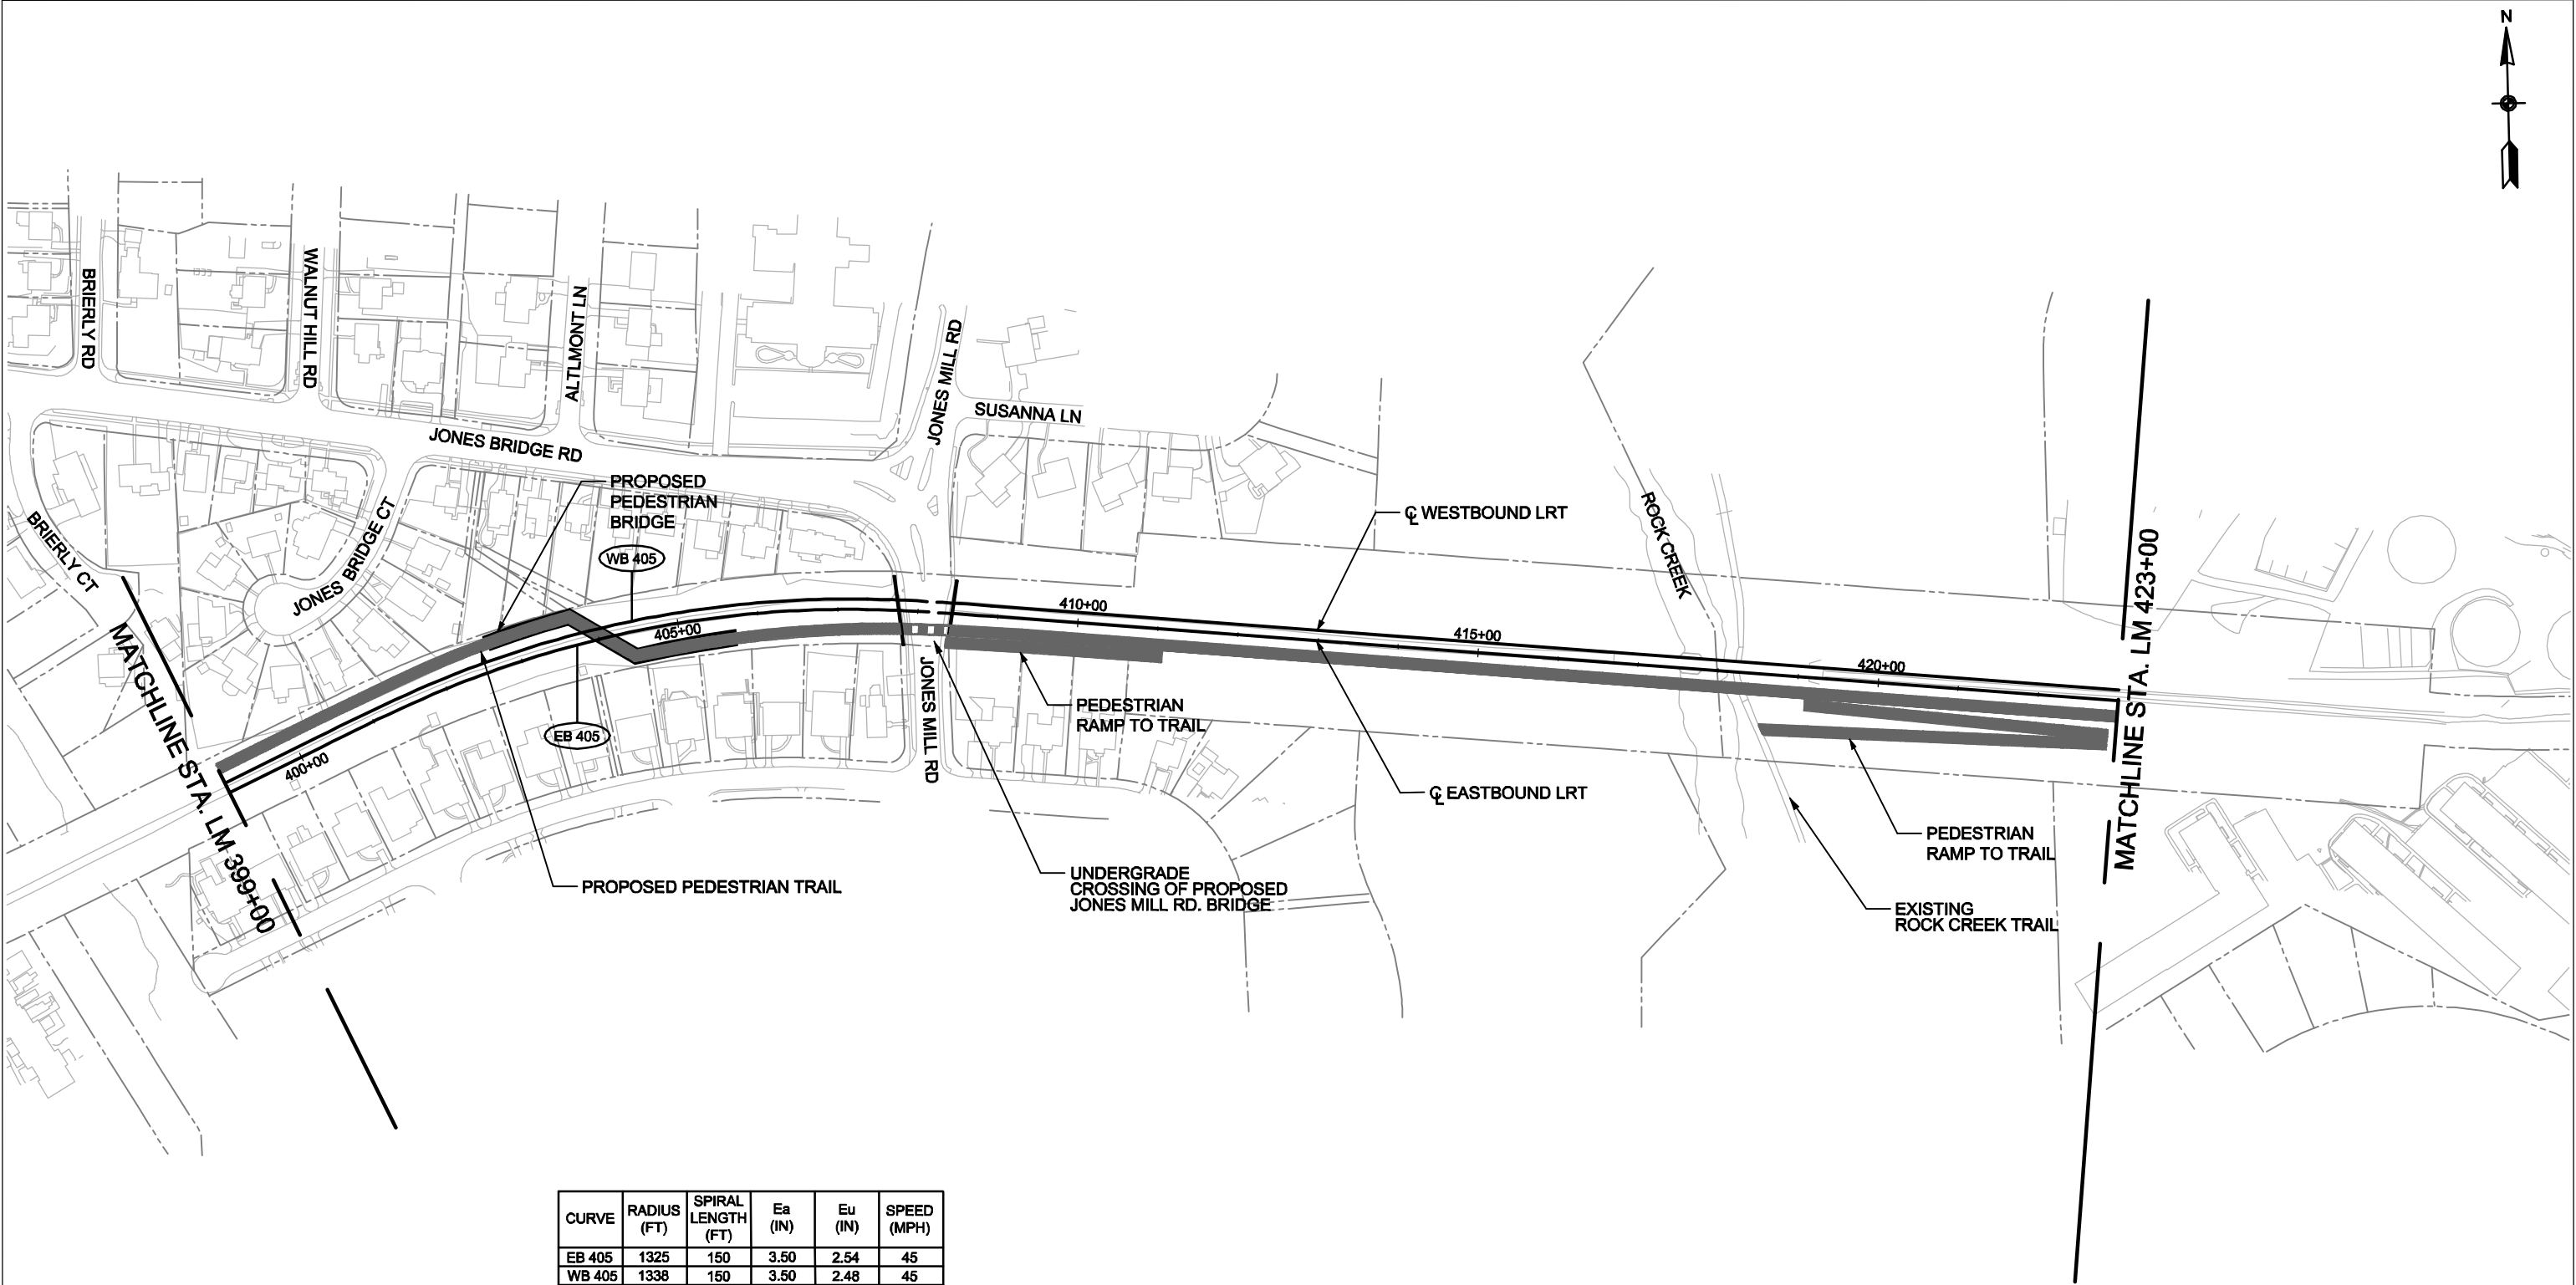 N
BRIERLY RD
WALNUT HILL RD
ALTLMONT LN
JONES MILL RD
SUSANNA LN
JONES BRIDGE RD
PROPOSED
PEDESTRIAN
BRIDGE
WB 405
BRIERLY CT
JONES BRIDGE CT
℄ WESTBOUND LRT
ROCK CREEK
MATCHLINE STA. LM 399+00
400+00
405+00
410+00
415+00
420+00
MATCHLINE STA. LM 423+00
EB 405
JONES MILL RD
PEDESTRIAN
RAMP TO TRAIL
℄ EASTBOUND LRT
PROPOSED PEDESTRIAN TRAIL
UNDERGRADE
CROSSING OF PROPOSED
JONES MILL RD. BRIDGE
PEDESTRIAN
RAMP TO TRAIL
EXISTING
ROCK CREEK TRAIL
CURVE RADIUS (FT) SPIRAL LENGTH (FT) Ea (IN) Eu (IN) SPEED (MPH)
EB 405 1325 150 3.50 2.54 45
WB 405 1338 150 3.50 2.48 45